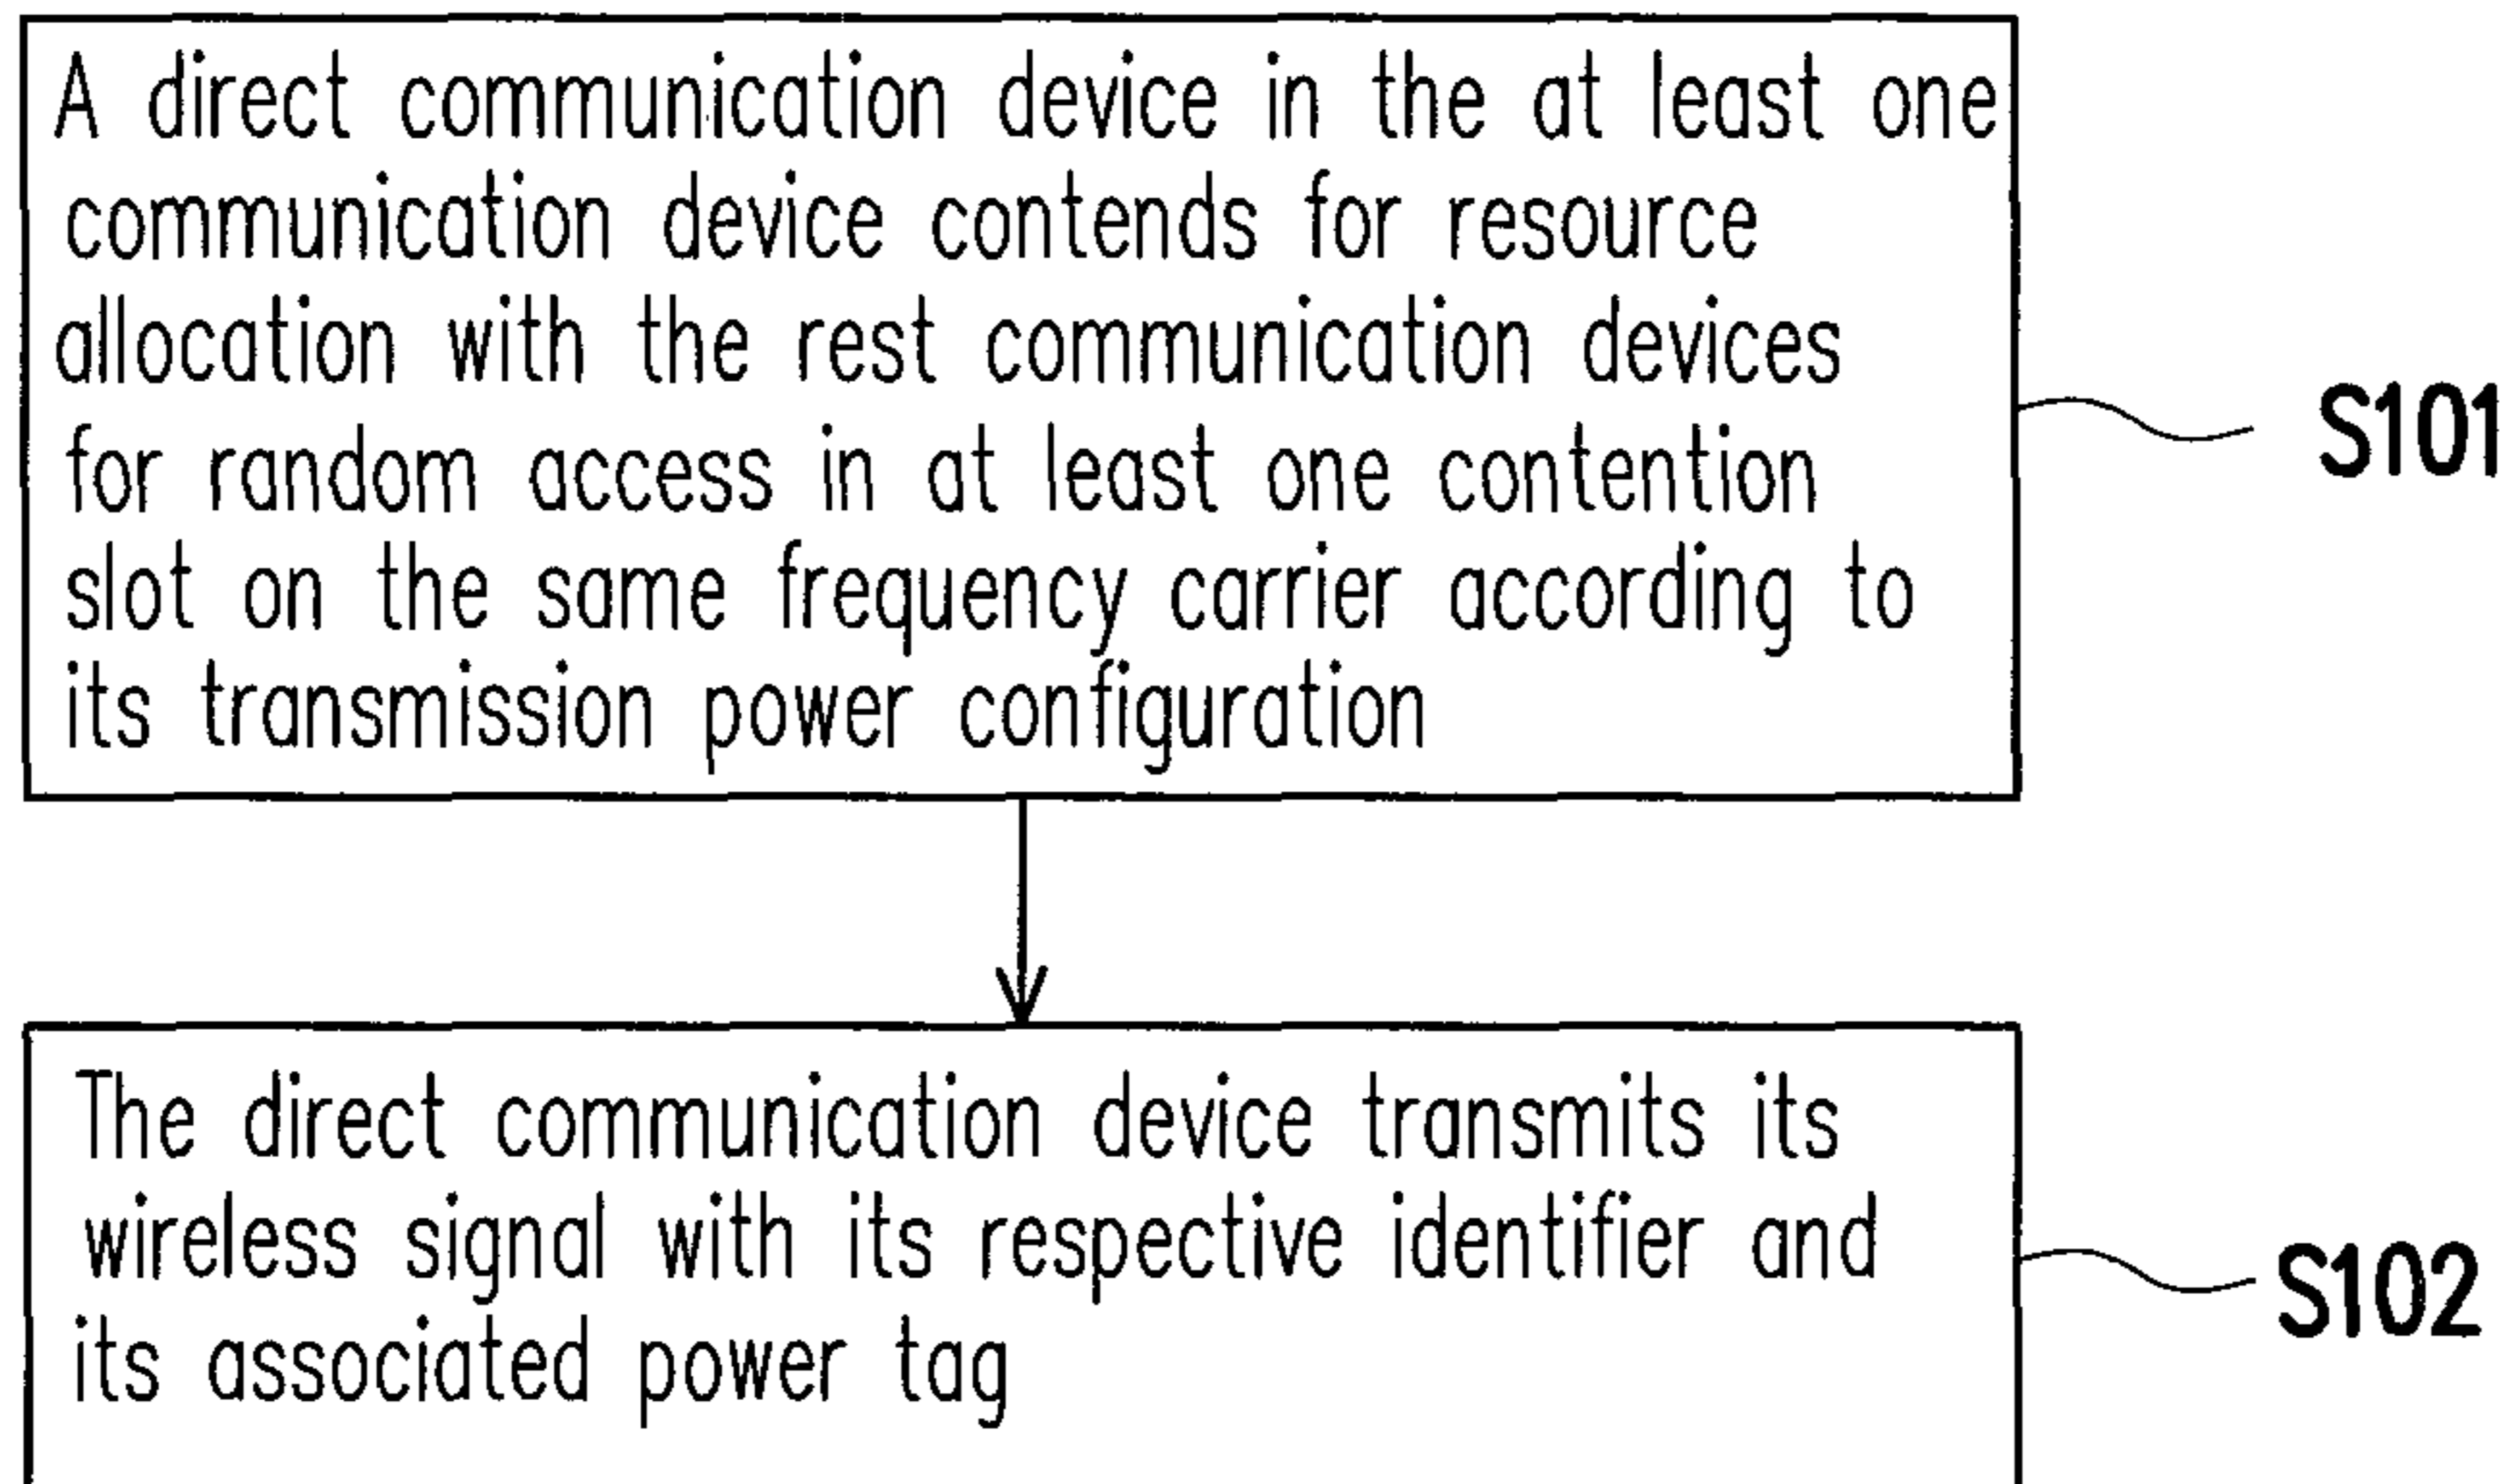 A direct communication device in the at least one
communication device contends for resource
allocation with the rest communication devices
for random access in at least one contention
slot on the same frequency carrier according to
its transmission power configuration
S101
The direct communication device transmits its
wireless signal with its respective identifier and
its associated power tag
S102